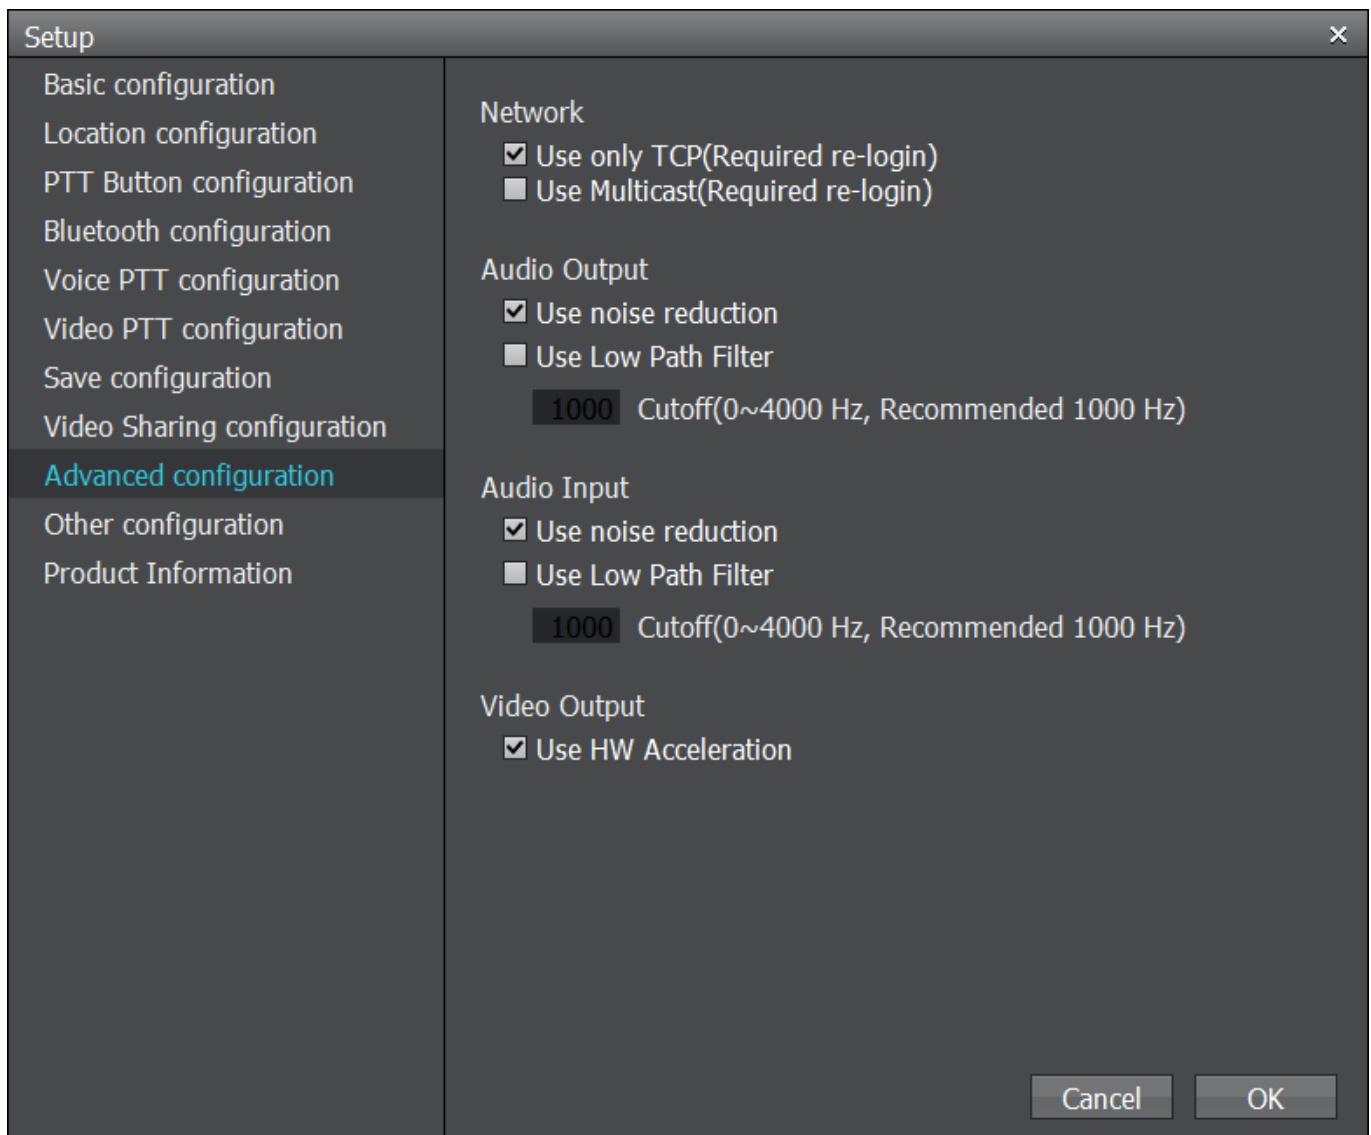 Setup
Basic configuration
Location configuration
PTT Button configuration
Bluetooth configuration
Voice PTT configuration
Video PTT configuration
Save configuration
Video Sharing configuration
Advanced configuration
Other configuration
Product Information
Network
Use only TCP(Required re-login)
Use Multicast(Required re-login)
Audio Output
Use noise reduction
Use Low Path Filter
1000 Cutoff(0~4000 Hz, Recommended 1000 Hz)
Audio Input
Use noise reduction
Use Low Path Filter
1000 Cutoff(0~4000 Hz, Recommended 1000 Hz)
Video Output
Use HW Acceleration
Cancel OK